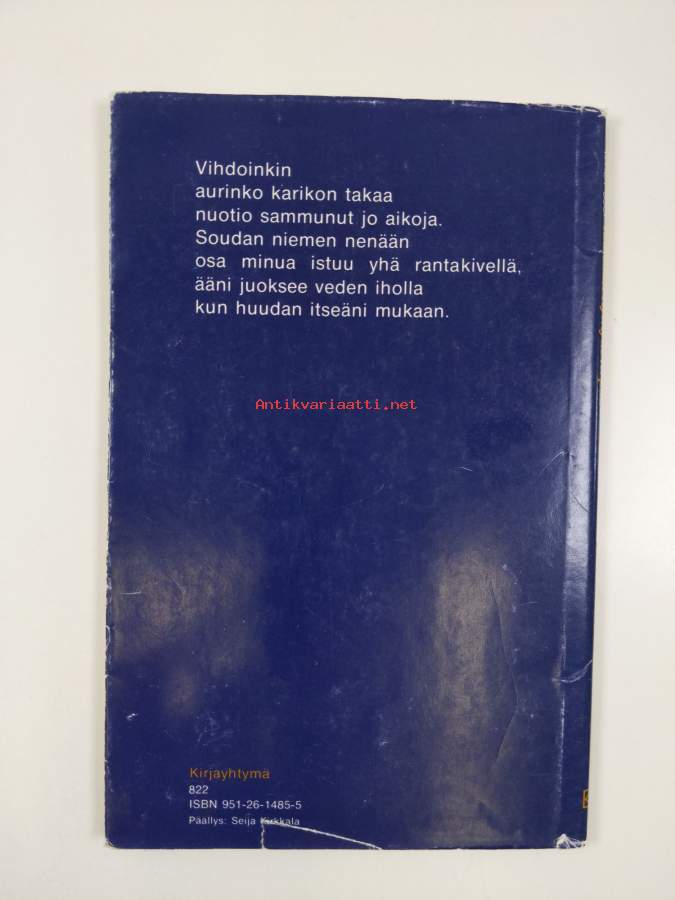 Vihdoinkin
aurinko karikon takaa
nuotio sammunut jo aikoja.
Soudan niemen nenään
osa minua istuu yhä rantakivellä,
ääni juoksee veden iholla
kun huudan itseäni mukaan.
Antikvariaatti.net
Kirjayhtymä
822
ISBN 951-26-1485-5
Päällys: Seija Kirkkala